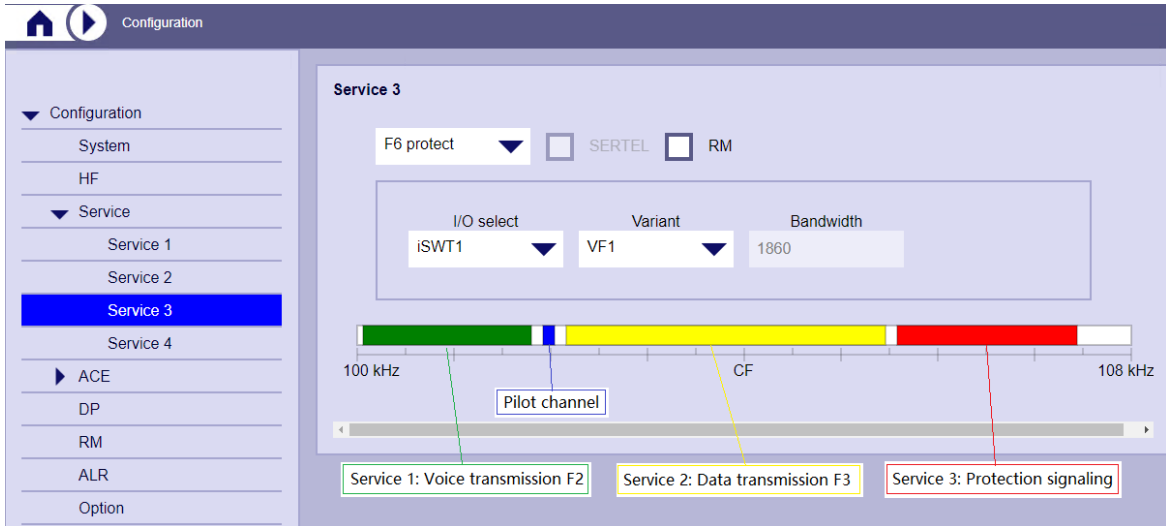 Configuration
Configuration
System
HF
Service
Service 1
Service 2
Service 3
Service 4
ACE
DP
RM
ALR
Option
Service 3
F6 protect
SERTEL
RM
I/O select
Variant
Bandwidth
iSWT1
VF1
1860
100 kHz
CF
108 kHz
Pilot channel
Service 1: Voice transmission F2
Service 2: Data transmission F3
Service 3: Protection signaling